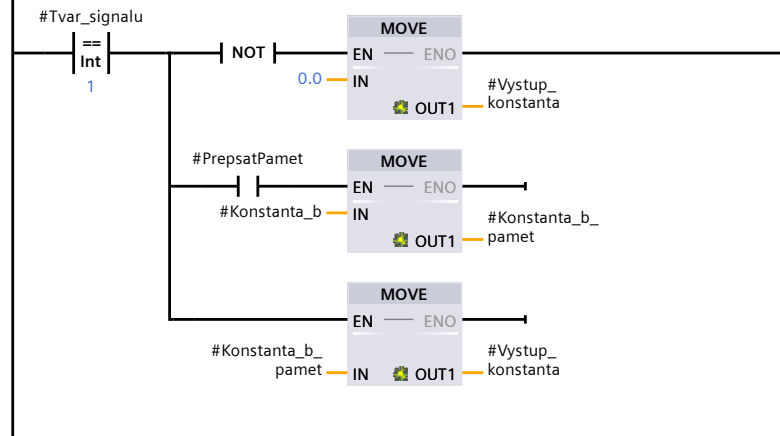 #Tvar_signalu
==
Int
1
NOT
MOVE
EN
ENO
0.0
IN
OUT1
#Vystup_
konstanta
#PrepsatPamet
MOVE
EN
ENO
#Konstanta_b
IN
OUT1
#Konstanta_b_
pamet
MOVE
EN
ENO
#Konstanta_b_
pamet
IN
OUT1
#Vystup_
konstanta